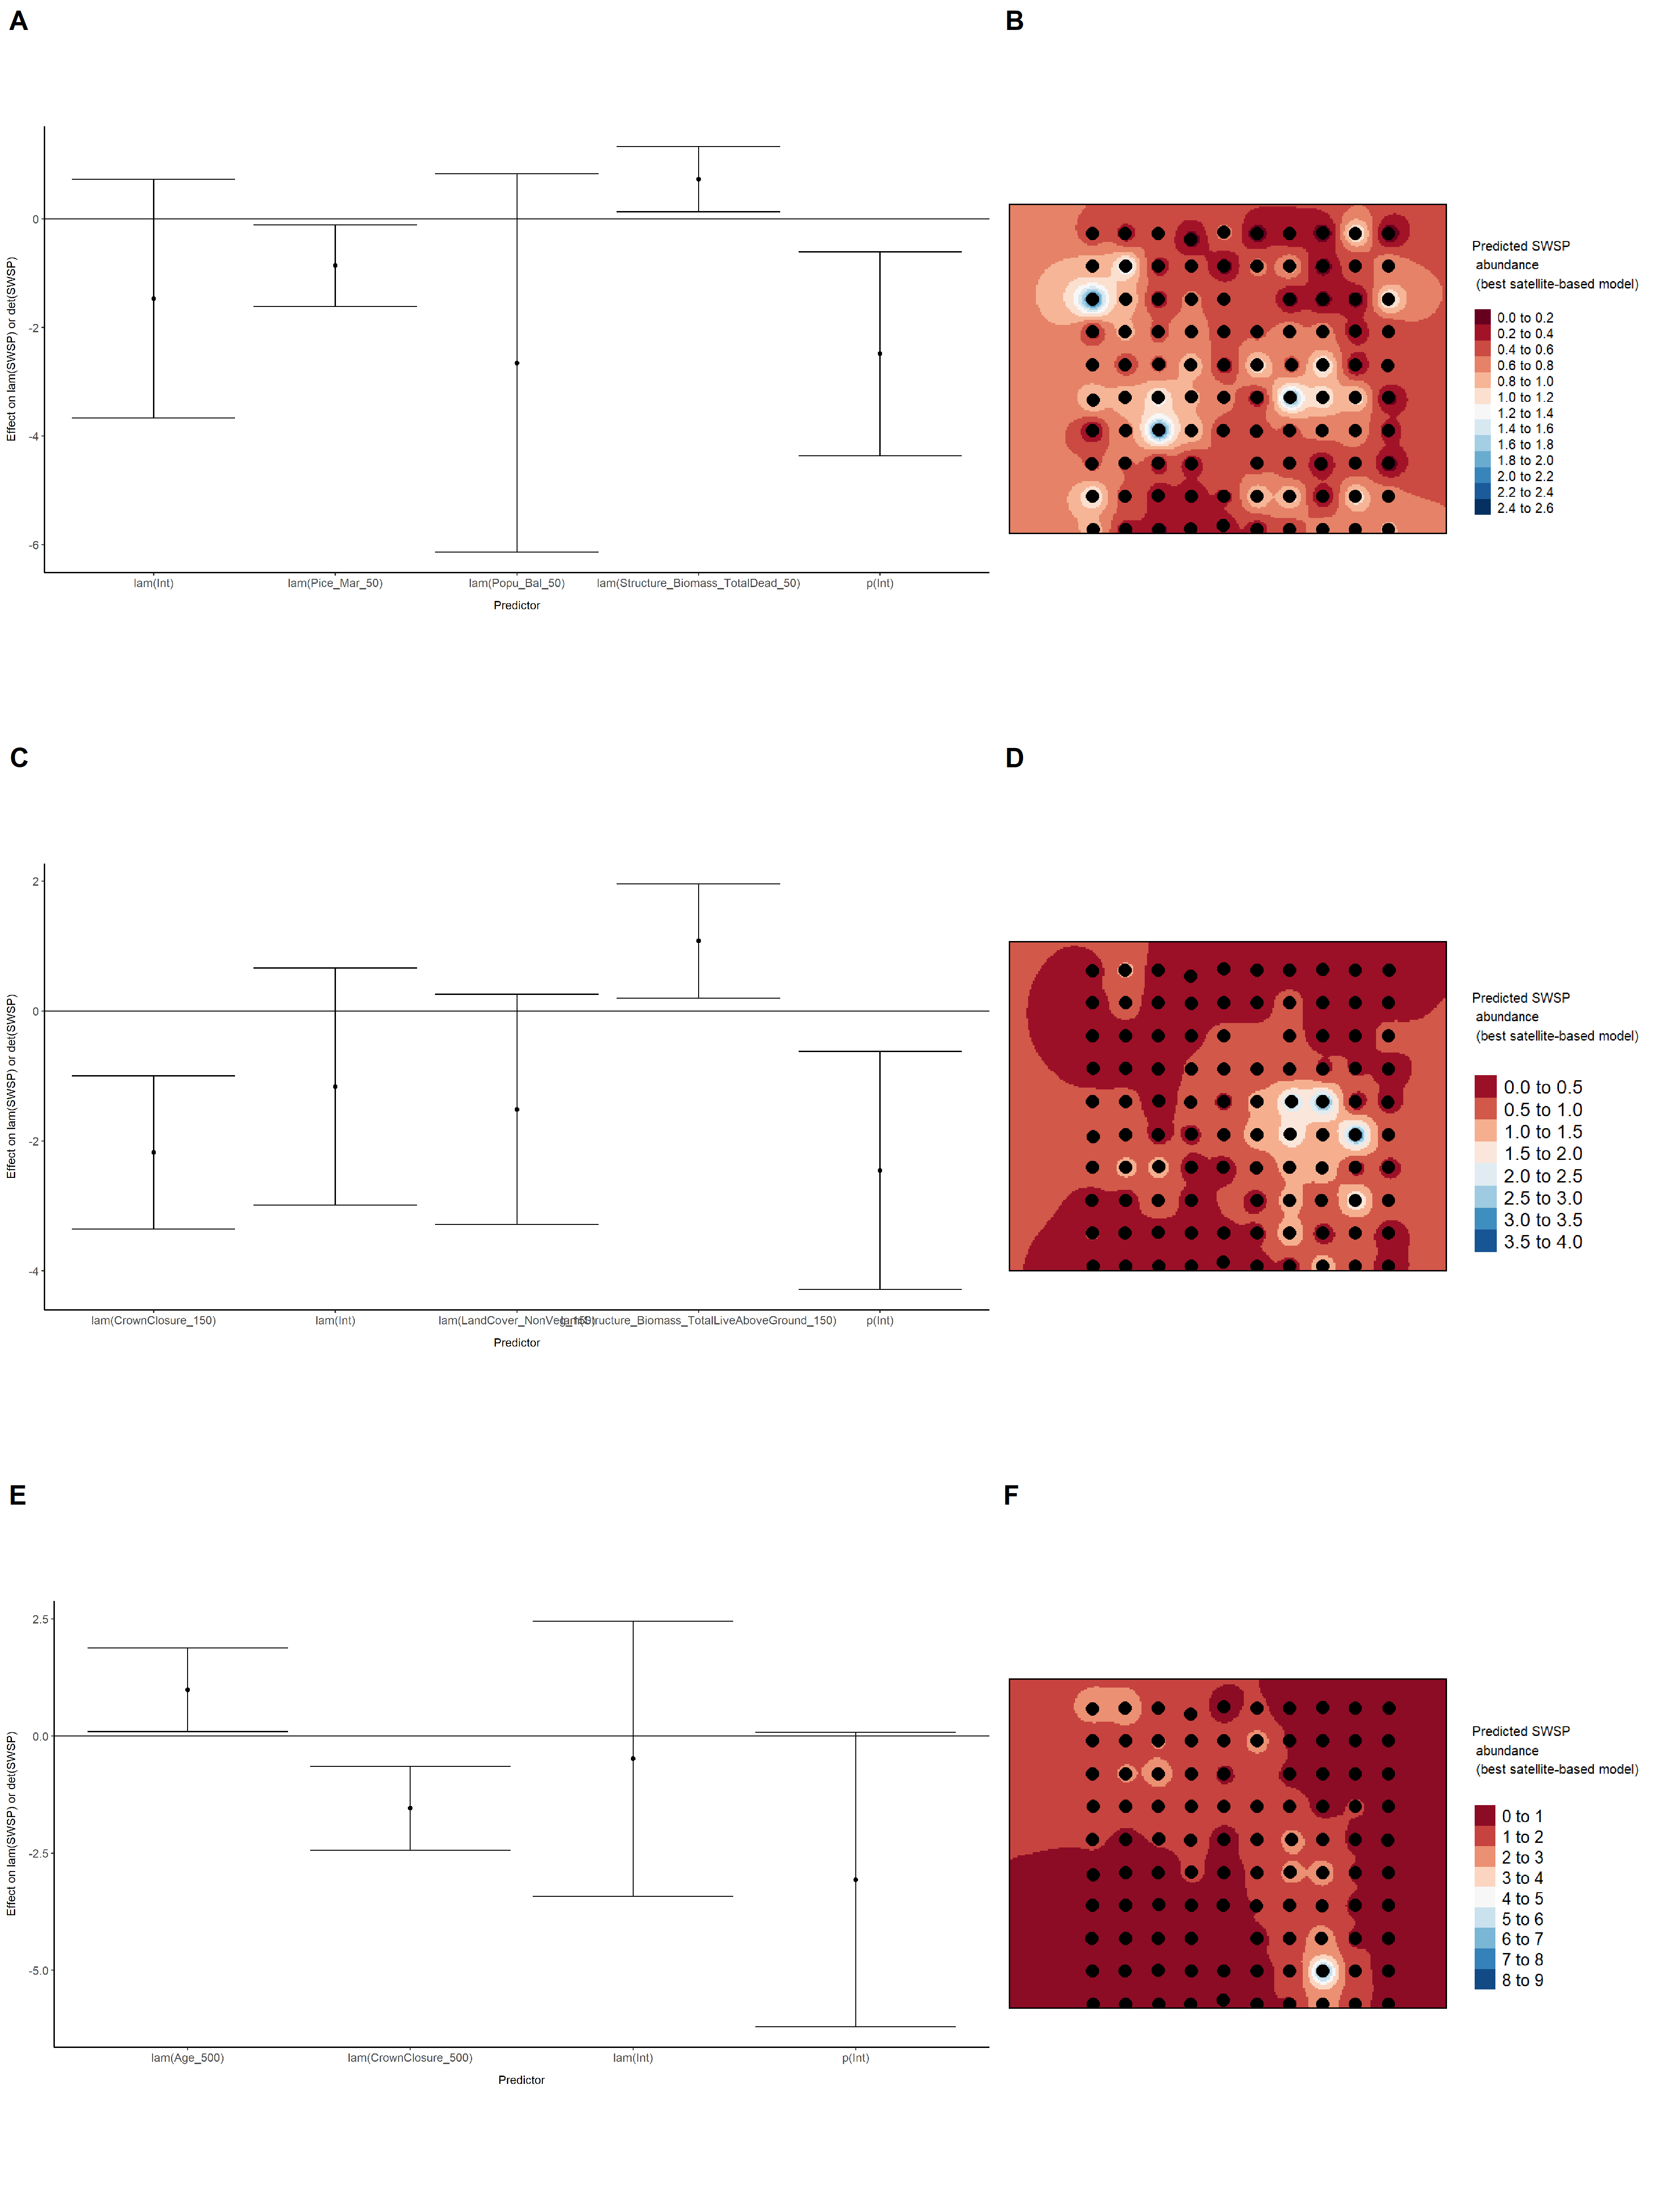 A
B
Effect on lam(SWSP) or det(SWSP)
0
-2
-4
-6
lam(Int)
lam(Pice_Mar_50)
lam(Popu_Bal_50)
lam(Structure_Biomass_TotalDead_50)
p(Int)
Predictor
Predicted SWSP
abundance
(best satellite-based model)
0.0 to 0.2
0.2 to 0.4
0.4 to 0.6
0.6 to 0.8
0.8 to 1.0
1.0 to 1.2
1.2 to 1.4
1.4 to 1.6
1.6 to 1.8
1.8 to 2.0
2.0 to 2.2
2.2 to 2.4
2.4 to 2.6
C
D
Effect on lam(SWSP) or det(SWSP)
2
0
-2
-4
lam(CrownClosure_150)
lam(Int)
lam(LandCover_NonVeg_150)
lam(Structure_Biomass_TotalLiveAboveGround_150)
p(Int)
Predictor
Predicted SWSP
abundance
(best satellite-based model)
0.0 to 0.5
0.5 to 1.0
1.0 to 1.5
1.5 to 2.0
2.0 to 2.5
2.5 to 3.0
3.0 to 3.5
3.5 to 4.0
E
F
Effect on lam(SWSP) or det(SWSP)
2.5
0.0
-2.5
-5.0
lam(Age_500)
lam(CrownClosure_500)
lam(Int)
p(Int)
Predictor
Predicted SWSP
abundance
(best satellite-based model)
0 to 1
1 to 2
2 to 3
3 to 4
4 to 5
5 to 6
6 to 7
7 to 8
8 to 9